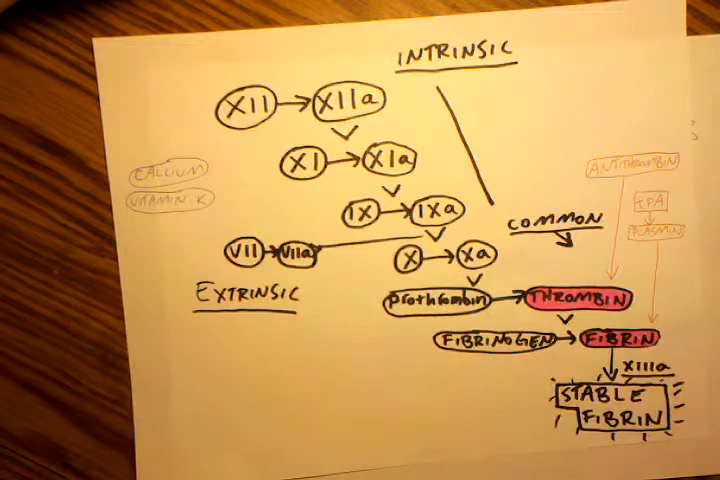 INTRINSIC
XII → XIIa
XI → XIa
ANTITHROMBIN
CALCIUM
VITAMIN K
IX → IXa
tPA
COMMON
PLASMIN
VII → VIIa
X → Xa
EXTRINSIC
prothrombin → THROMBIN
FIBRINOGEN → FIBRIN
XIIIa
STABLE
FIBRIN